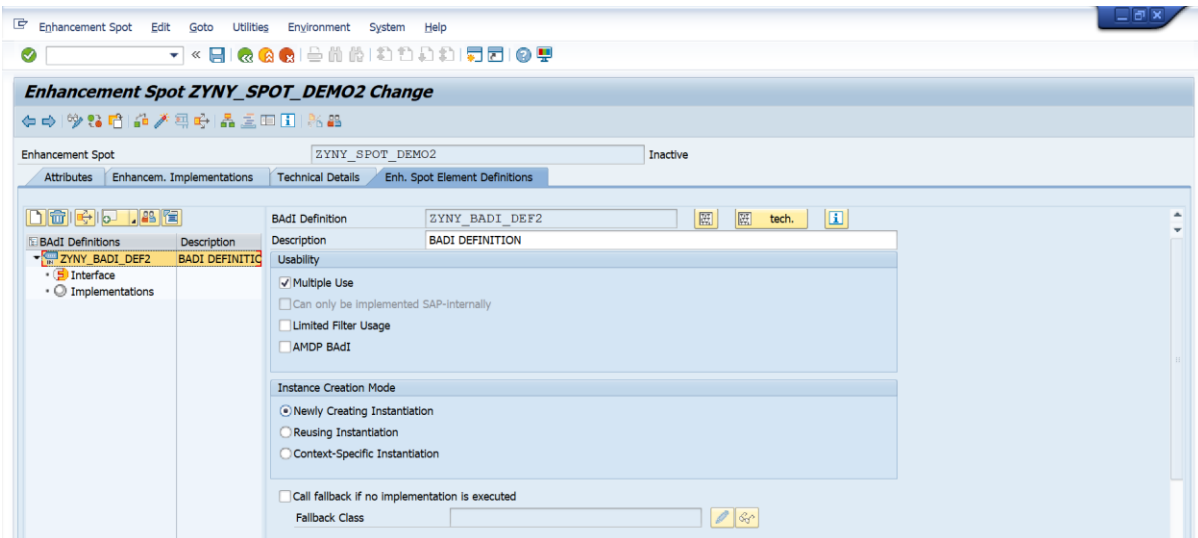 Enhancement Spot Edit Goto Utilities Environment System Help
Enhancement Spot ZYNY_SPOT_DEMO2 Change
Enhancement Spot ZYNY_SPOT_DEMO2 Inactive
Attributes Enhancem. Implementations Technical Details Enh. Spot Element Definitions
BAdI Definition ZYNY_BADI_DEF2 tech.
BAdI Definitions Description
Description BADI DEFINITION
ZYNY_BADI_DEF2 BADI DEFINITIC
Usability
Interface
Multiple Use
Implementations
Can only be implemented SAP-internally
Limited Filter Usage
AMDP BAdI
Instance Creation Mode
Newly Creating Instantiation
Reusing Instantiation
Context-Specific Instantiation
Call fallback if no implementation is executed
Fallback Class